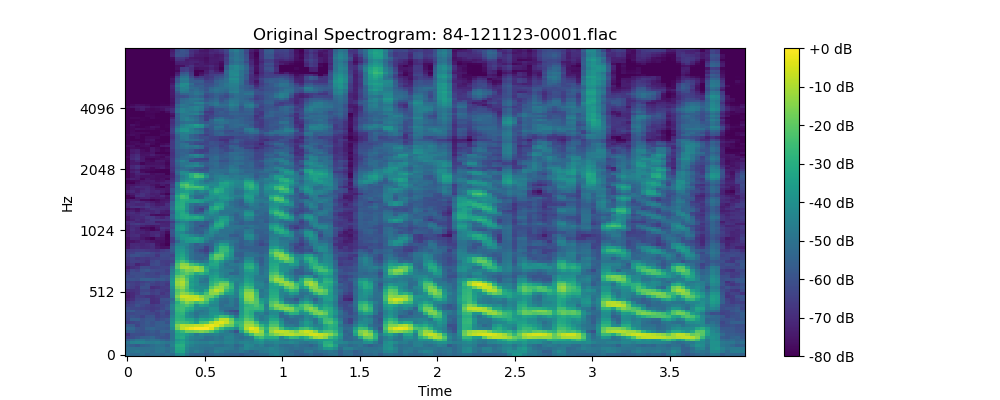 Original Spectrogram: 84-121123-0001.flac
+0 dB
-10 dB
4096
-20 dB
2048
-30 dB
Hz
-40 dB
1024
-50 dB
512
-60 dB
-70 dB
0
-80 dB
0 0.5 1 1.5 2 2.5 3 3.5
Time